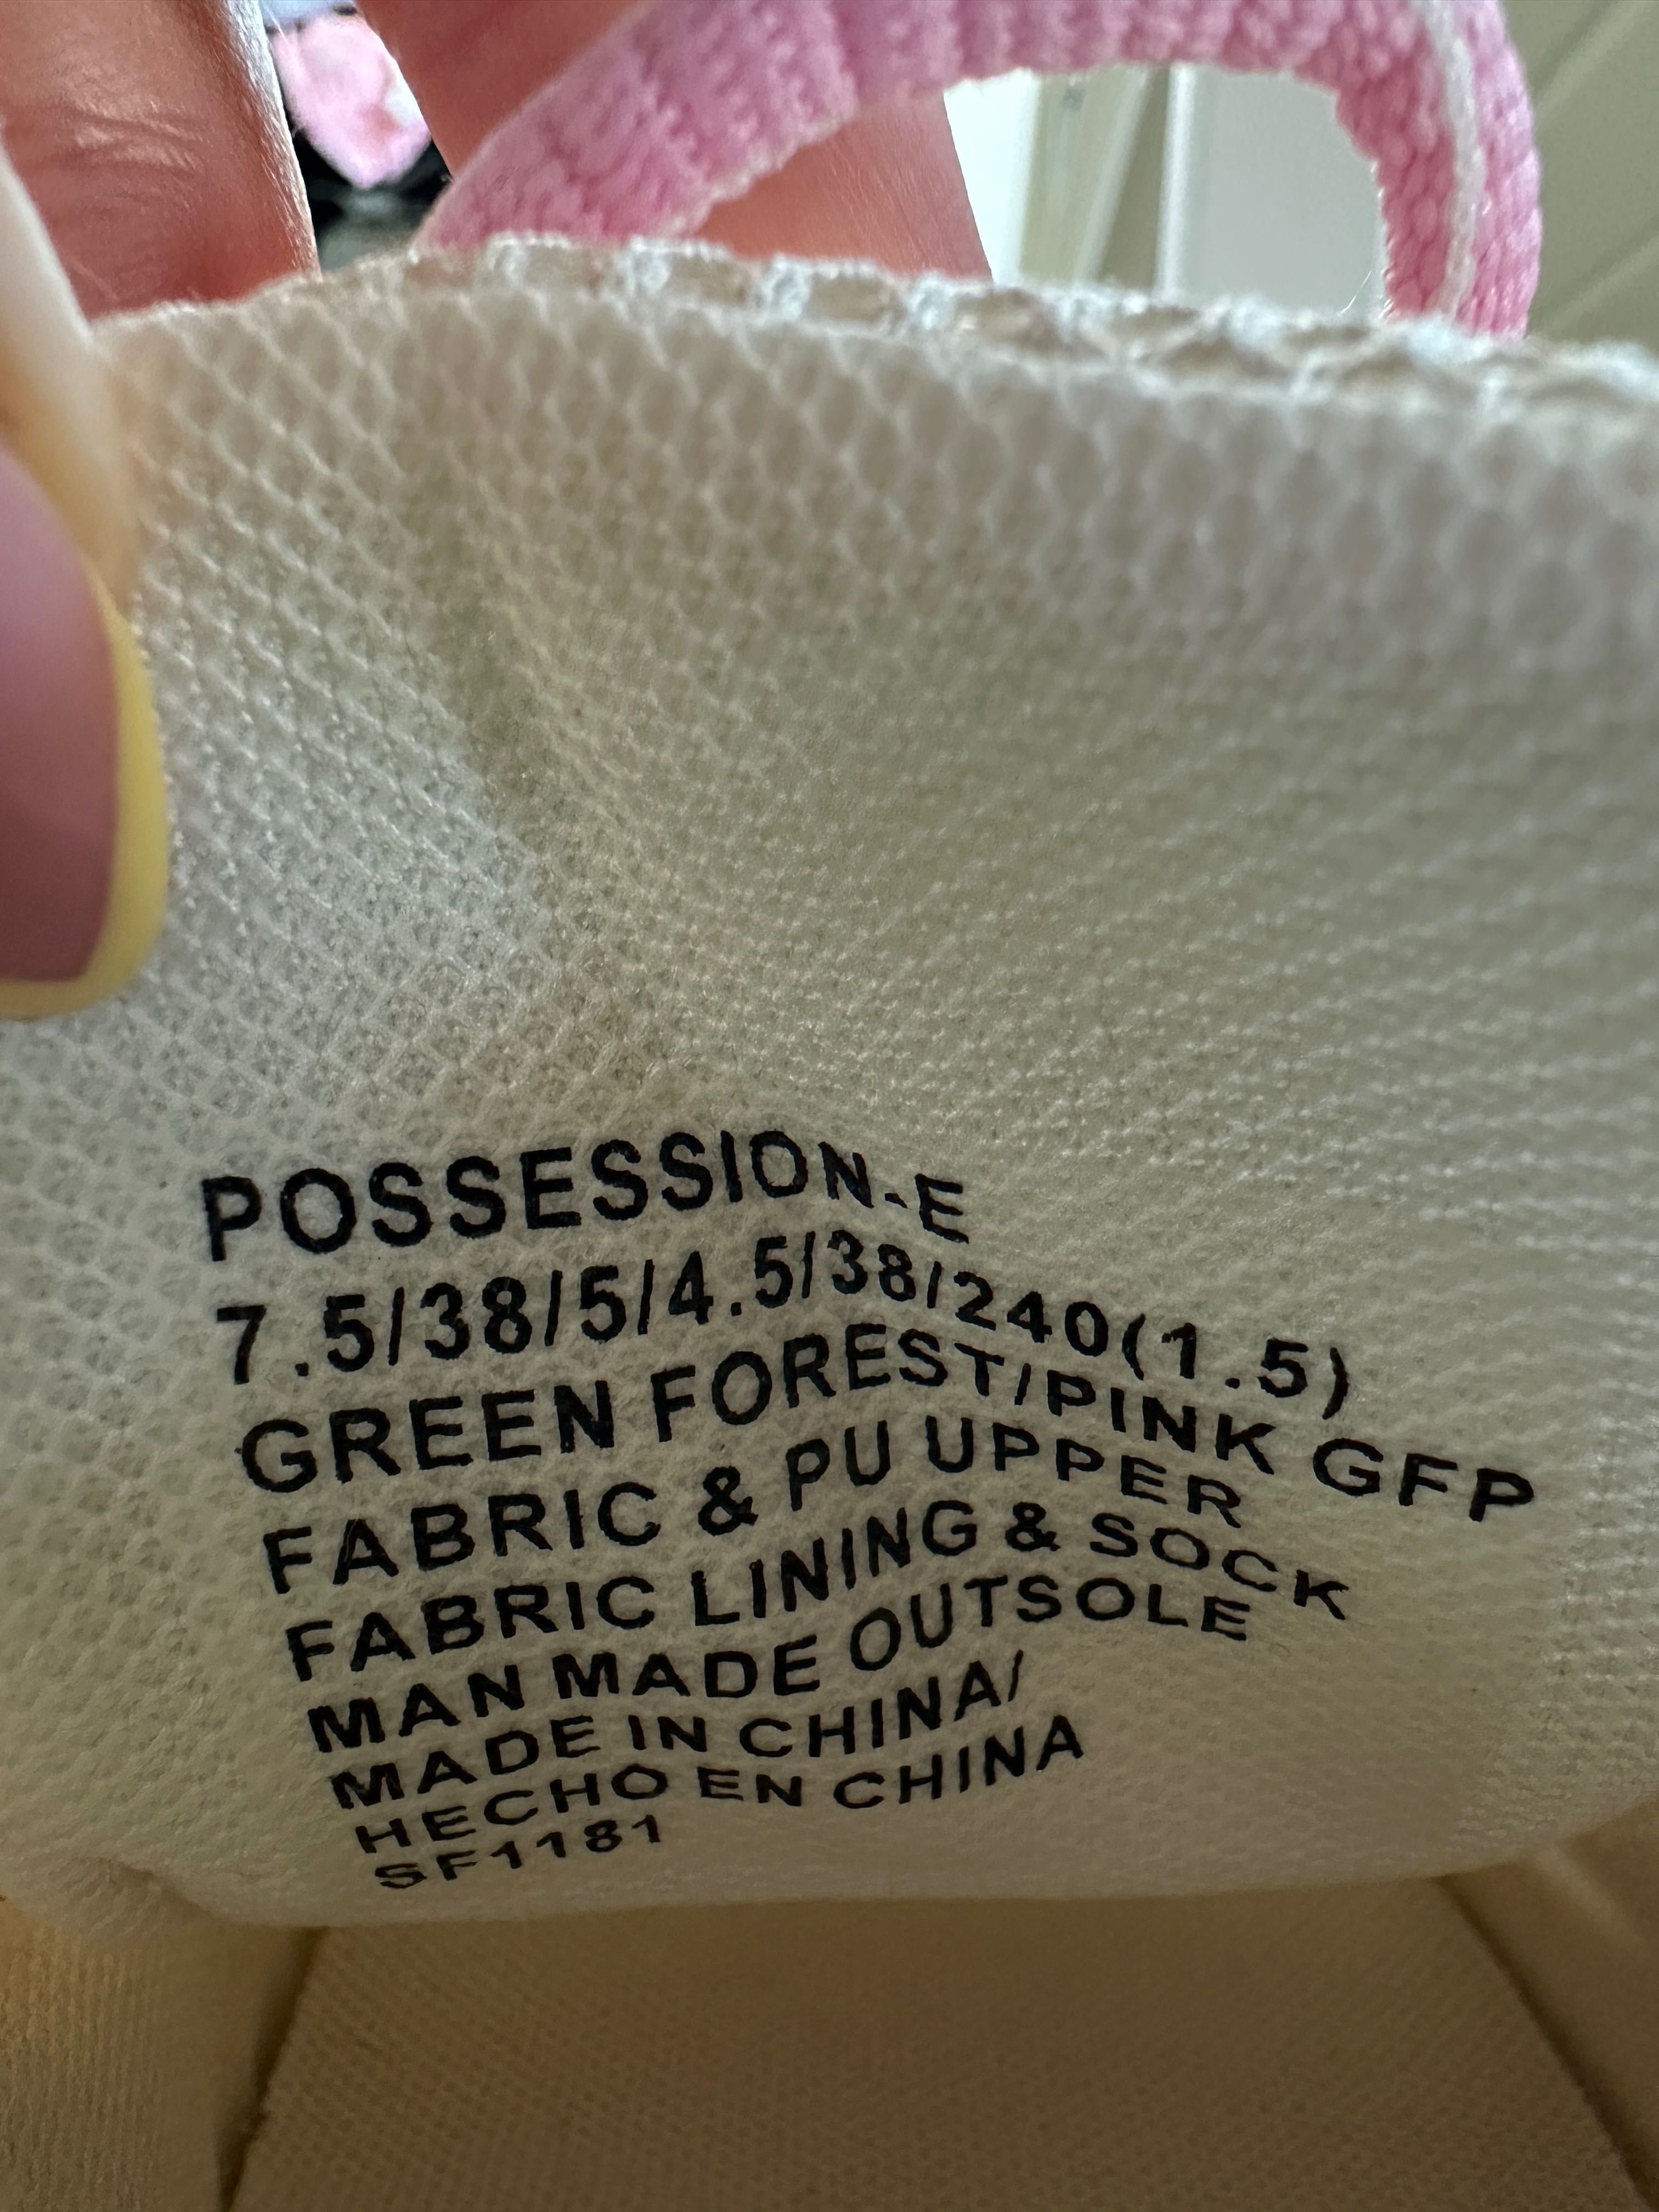 POSSESSION-E
7.5/38/5/4.5/38/240(1.5)
GREEN FOREST/PINK GFP
FABRIC & PU UPPER
FABRIC LINING & SOCK
MAN MADE OUTSOLE
MADE IN CHINA/
HECHO EN CHINA
SF1181